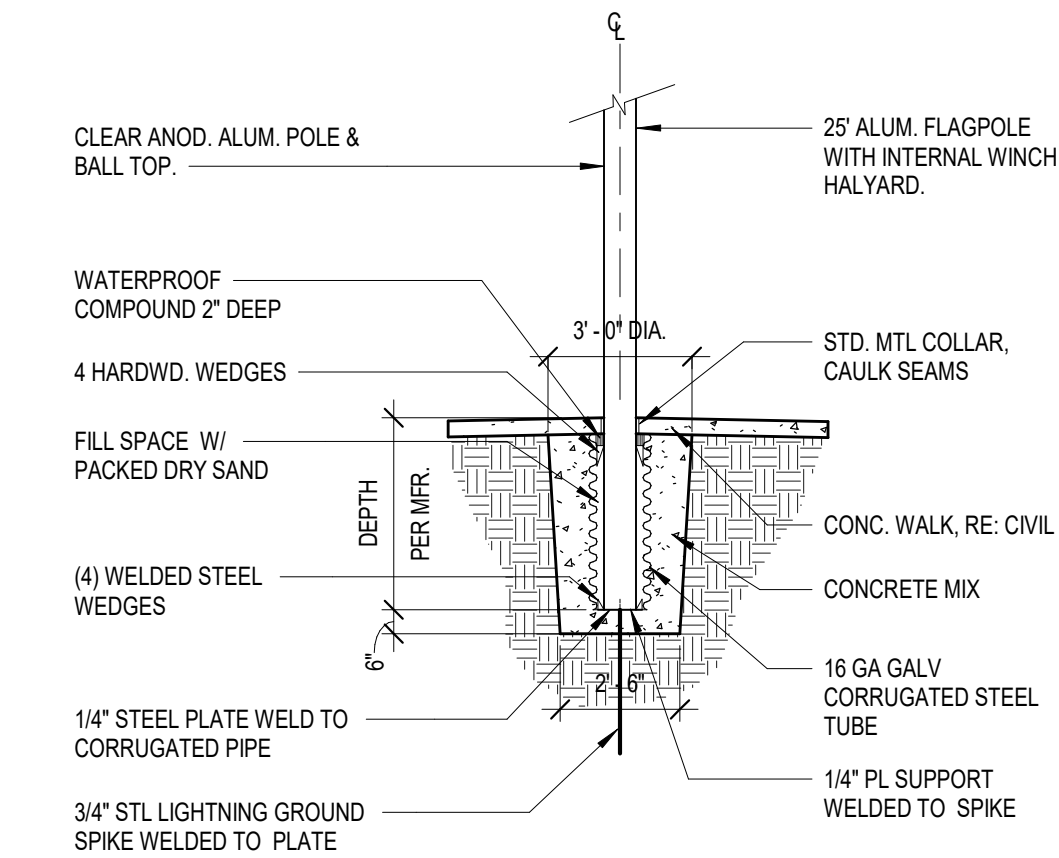 ℄
CLEAR ANOD. ALUM. POLE &
BALL TOP.
25' ALUM. FLAGPOLE
WITH INTERNAL WINCH
HALYARD.
WATERPROOF
COMPOUND 2" DEEP
3' - 0" DIA.
STD. MTL COLLAR,
CAULK SEAMS
4 HARDWD. WEDGES
FILL SPACE W/
PACKED DRY SAND
DEPTH
PER MFR.
CONC. WALK, RE: CIVIL
(4) WELDED STEEL
WEDGES
CONCRETE MIX
6"
2' - 6"
16 GA GALV
CORRUGATED STEEL
TUBE
1/4" STEEL PLATE WELD TO
CORRUGATED PIPE
1/4" PL SUPPORT
WELDED TO SPIKE
3/4" STL LIGHTNING GROUND
SPIKE WELDED TO PLATE